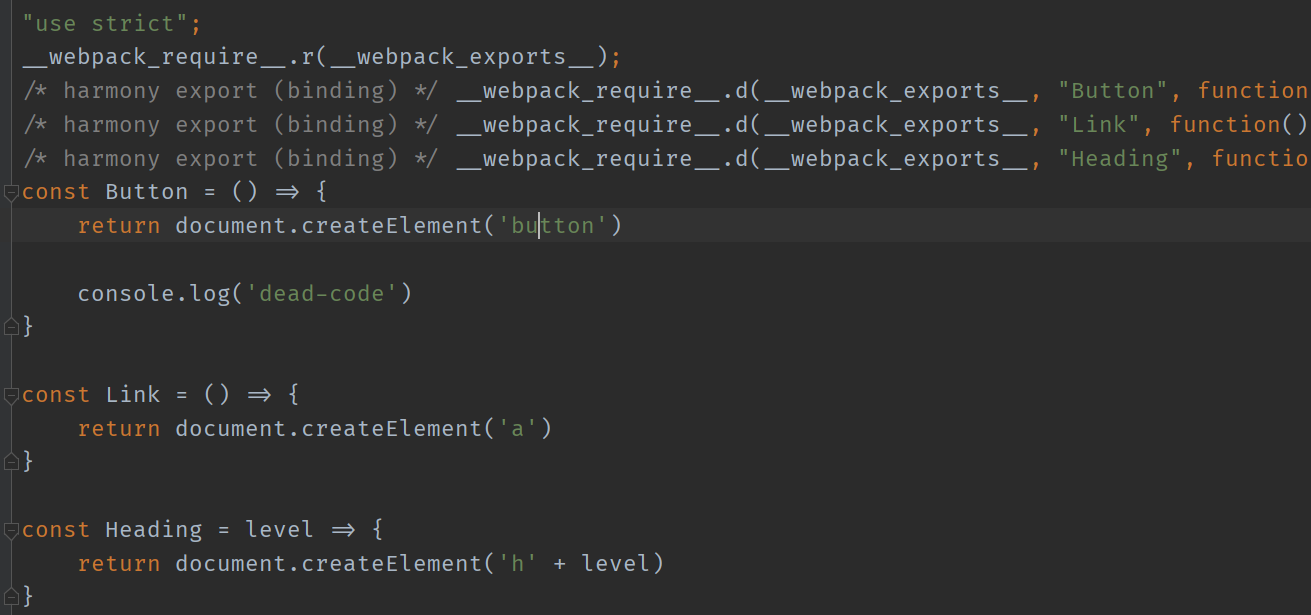 "use strict";
__webpack_require__.r(__webpack_exports__);
/* harmony export (binding) */ __webpack_require__.d(__webpack_exports__, "Button", function
/* harmony export (binding) */ __webpack_require__.d(__webpack_exports__, "Link", function()
/* harmony export (binding) */ __webpack_require__.d(__webpack_exports__, "Heading", functio
const Button = () => {
    return document.createElement('button')
    console.log('dead-code')
}
const Link = () => {
    return document.createElement('a')
}
const Heading = level => {
    return document.createElement('h' + level)
}